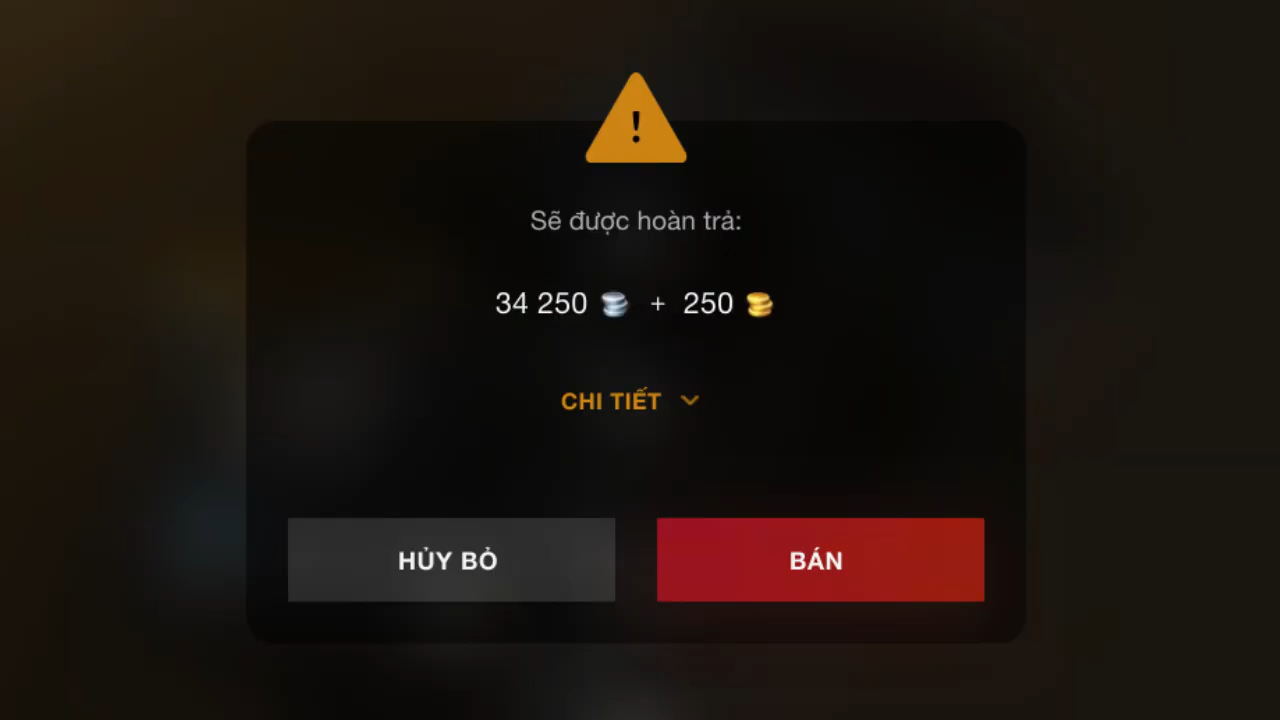 !
Sẽ được hoàn trả:
34 250 + 250
CHI TIẾT
HỦY BỎ
BÁN